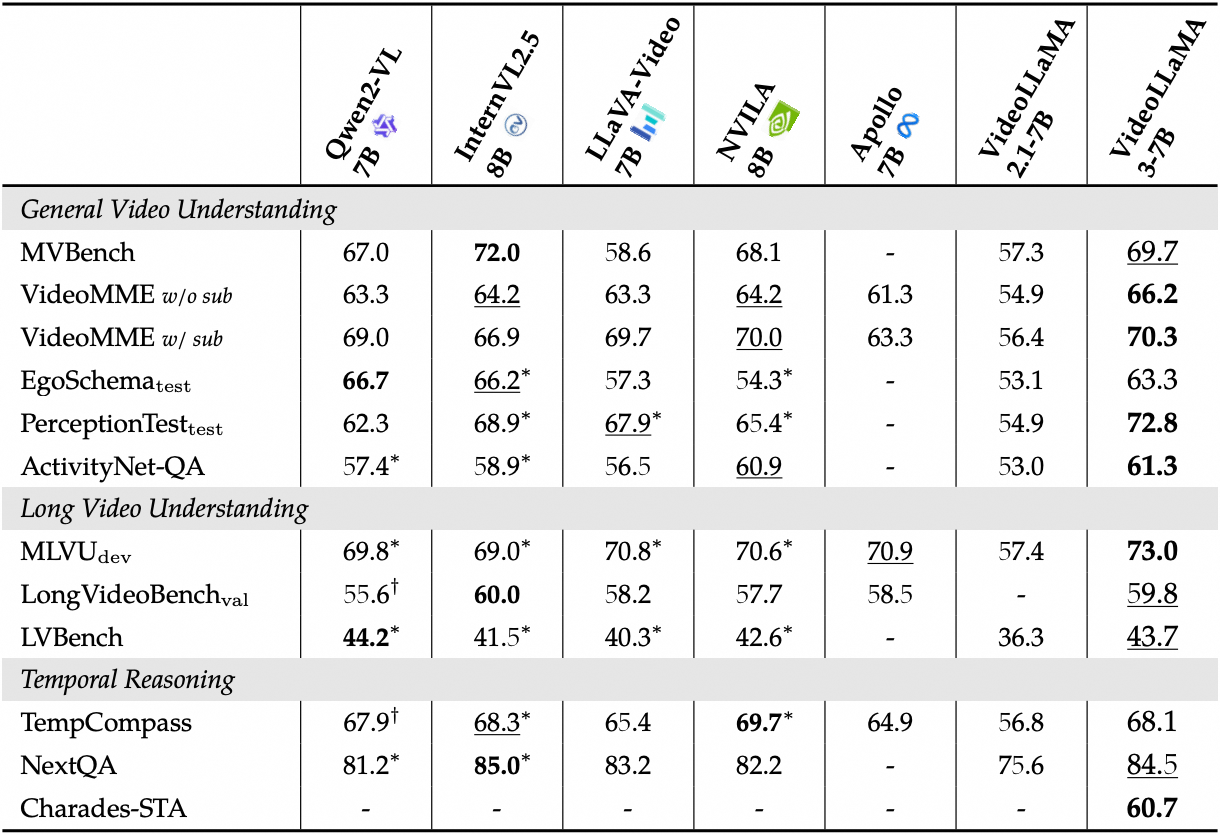 Qwen2-VL 7B InternVL2.5 8B LLaVA-Video 7B NVILA 8B Apollo 7B VideoLLaMA 2.1-7B VideoLLaMA 3-7B
General Video Understanding
MVBench 67.0 72.0 58.6 68.1 - 57.3 69.7
VideoMME w/o sub 63.3 64.2 63.3 64.2 61.3 54.9 66.2
VideoMME w/ sub 69.0 66.9 69.7 70.0 63.3 56.4 70.3
EgoSchema test 66.7 66.2* 57.3 54.3* - 53.1 63.3
PerceptionTest test 62.3 68.9* 67.9* 65.4* - 54.9 72.8
ActivityNet-QA 57.4* 58.9* 56.5 60.9 - 53.0 61.3
Long Video Understanding
MLVU dev 69.8* 69.0* 70.8* 70.6* 70.9 57.4 73.0
LongVideoBench val 55.6† 60.0 58.2 57.7 58.5 - 59.8
LVBench 44.2* 41.5* 40.3* 42.6* - 36.3 43.7
Temporal Reasoning
TempCompass 67.9† 68.3* 65.4 69.7* 64.9 56.8 68.1
NextQA 81.2* 85.0* 83.2 82.2 - 75.6 84.5
Charades-STA - - - - - - 60.7